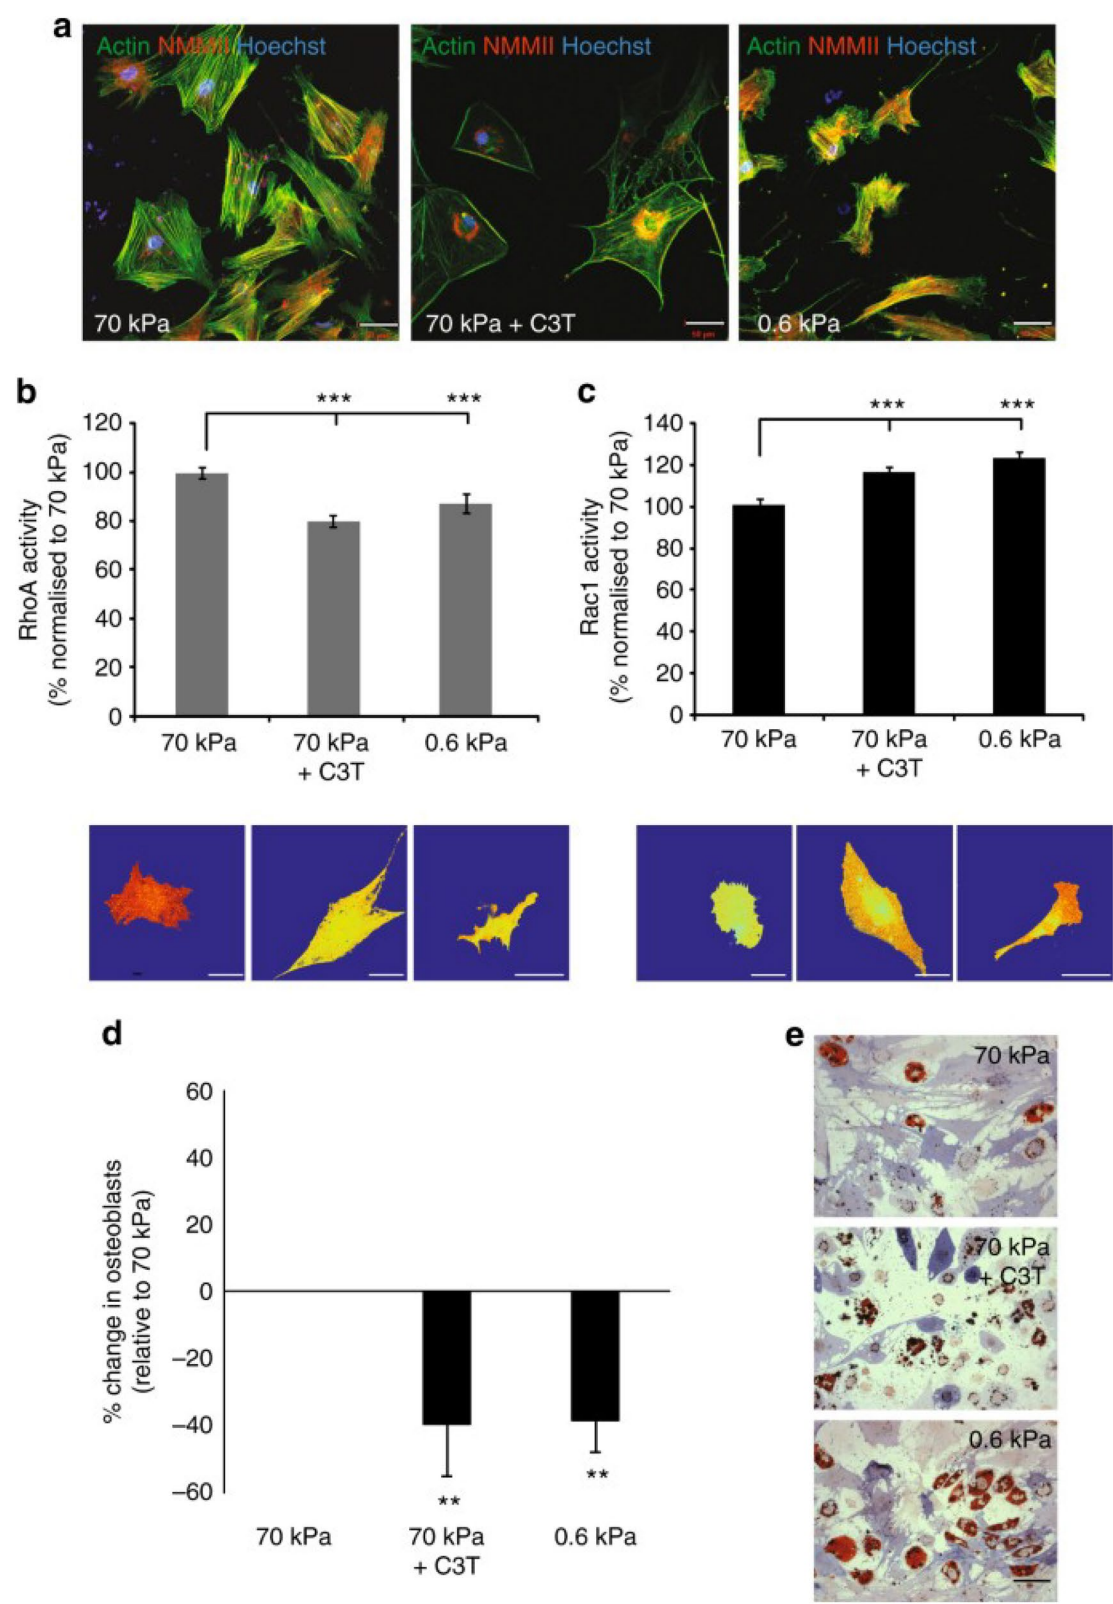 a
Actin NMMII Hoechst
Actin NMMII Hoechst
Actin NMMII Hoechst
70 kPa
70 kPa + C3T
50 µm
0.6 kPa
b
***
***
120
100
80
60
40
20
0
RhoA activity
(% normalised to 70 kPa)
70 kPa
70 kPa
+ C3T
0.6 kPa
c
***
***
140
120
100
80
60
40
20
0
Rac1 activity
(% normalised to 70 kPa)
70 kPa
70 kPa
+ C3T
0.6 kPa
d
60
40
20
0
–20
–40
–60
% change in osteoblasts
(relative to 70 kPa)
**
**
70 kPa
70 kPa
+ C3T
0.6 kPa
e
70 kPa
70 kPa
+ C3T
0.6 kPa